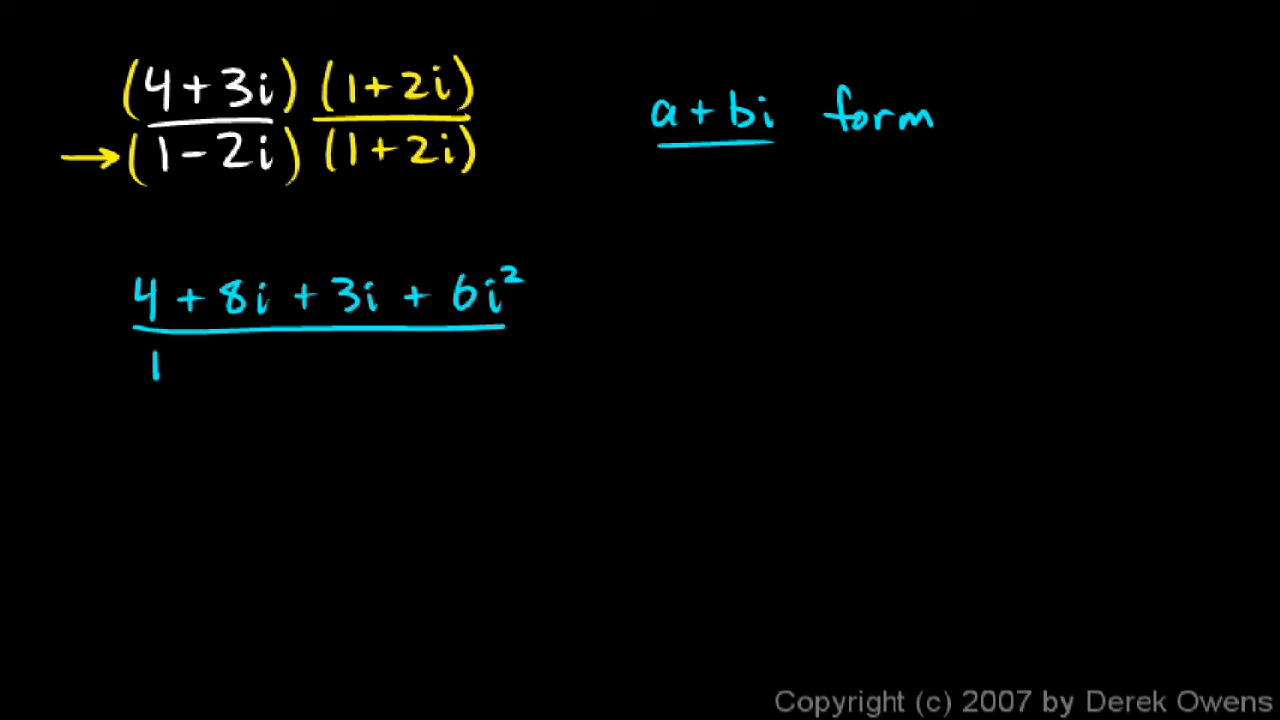 (4 + 3i) (1 + 2i)
a + bi form
→ (1 - 2i) (1 + 2i)
4 + 8i + 3i + 6i²
1
Copyright (c) 2007 by Derek Owens